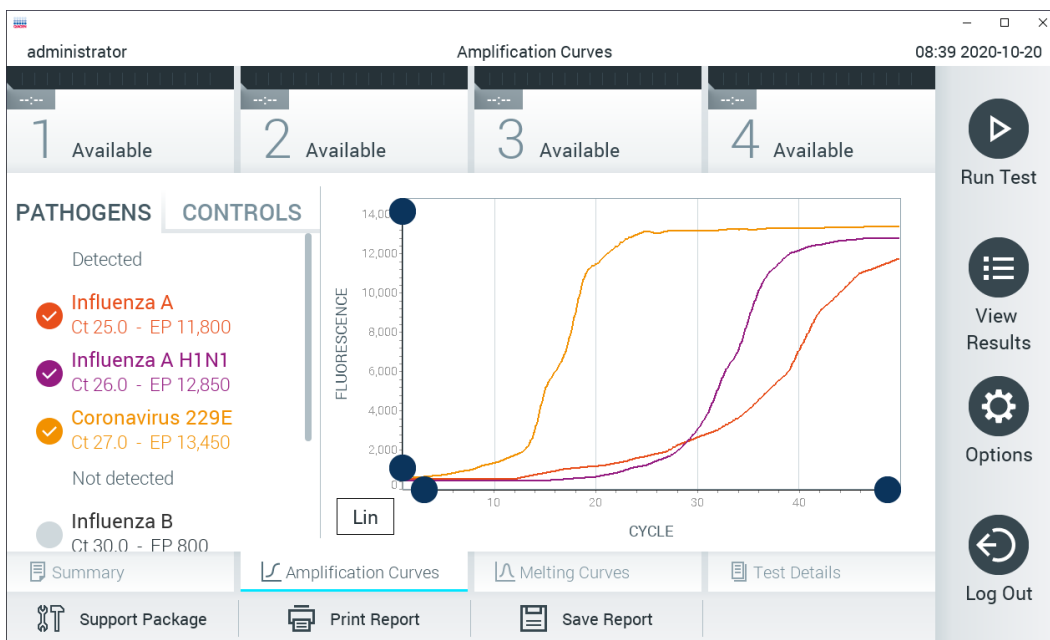 administrator
Amplification Curves
08:39 2020-10-20
--:--
1 Available
--:--
2 Available
--:--
3 Available
--:--
4 Available
Run Test
View
Results
Options
Log Out
PATHOGENS
CONTROLS
Detected
Influenza A
Ct 25.0 - EP 11,800
Influenza A H1N1
Ct 26.0 - EP 12,850
Coronavirus 229E
Ct 27.0 - EP 13,450
Not detected
Influenza B
Ct 30.0 - EP 800
FLUORESCENCE
14,00
12,000
10,000
8,000
6,000
4,000
2,000
0
10
20
30
40
CYCLE
Lin
Summary
Amplification Curves
Melting Curves
Test Details
Support Package
Print Report
Save Report